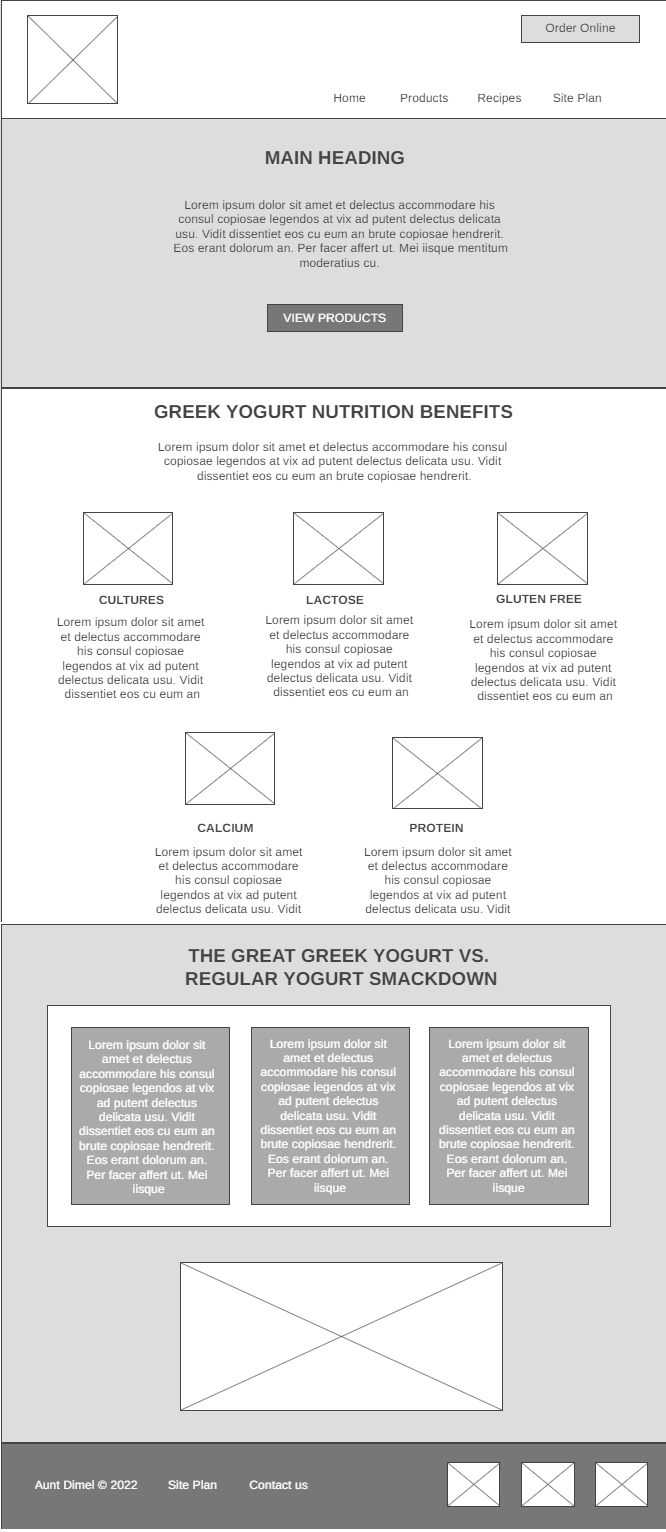 Order Online
Home Products Recipes Site Plan
MAIN HEADING
Lorem ipsum dolor sit amet et delectus accommodare his
consul copiosae legendos at vix ad putent delectus delicata
usu. Vidit dissentiet eos cu eum an brute copiosae hendrerit.
Eos erant dolorum an. Per facer affert ut. Mei iisque mentitum
moderatius cu.
VIEW PRODUCTS
GREEK YOGURT NUTRITION BENEFITS
Lorem ipsum dolor sit amet et delectus accommodare his consul
copiosae legendos at vix ad putent delectus delicata usu. Vidit
dissentiet eos cu eum an brute copiosae hendrerit.
CULTURES
Lorem ipsum dolor sit amet
et delectus accommodare
his consul copiosae
legendos at vix ad putent
delectus delicata usu. Vidit
dissentiet eos cu eum an
LACTOSE
Lorem ipsum dolor sit amet
et delectus accommodare
his consul copiosae
legendos at vix ad putent
delectus delicata usu. Vidit
dissentiet eos cu eum an
GLUTEN FREE
Lorem ipsum dolor sit amet
et delectus accommodare
his consul copiosae
legendos at vix ad putent
delectus delicata usu. Vidit
dissentiet eos cu eum an
CALCIUM
Lorem ipsum dolor sit amet
et delectus accommodare
his consul copiosae
legendos at vix ad putent
delectus delicata usu. Vidit
PROTEIN
Lorem ipsum dolor sit amet
et delectus accommodare
his consul copiosae
legendos at vix ad putent
delectus delicata usu. Vidit
THE GREAT GREEK YOGURT VS.
REGULAR YOGURT SMACKDOWN
Lorem ipsum dolor sit
amet et delectus
accommodare his consul
copiosae legendos at vix
ad putent delectus
delicata usu. Vidit
dissentiet eos cu eum an
brute copiosae hendrerit.
Eos erant dolorum an.
Per facer affert ut. Mei
iisque
Lorem ipsum dolor sit
amet et delectus
accommodare his consul
copiosae legendos at vix
ad putent delectus
delicata usu. Vidit
dissentiet eos cu eum an
brute copiosae hendrerit.
Eos erant dolorum an.
Per facer affert ut. Mei
iisque
Lorem ipsum dolor sit
amet et delectus
accommodare his consul
copiosae legendos at vix
ad putent delectus
delicata usu. Vidit
dissentiet eos cu eum an
brute copiosae hendrerit.
Eos erant dolorum an.
Per facer affert ut. Mei
iisque
Aunt Dimel © 2022 Site Plan Contact us